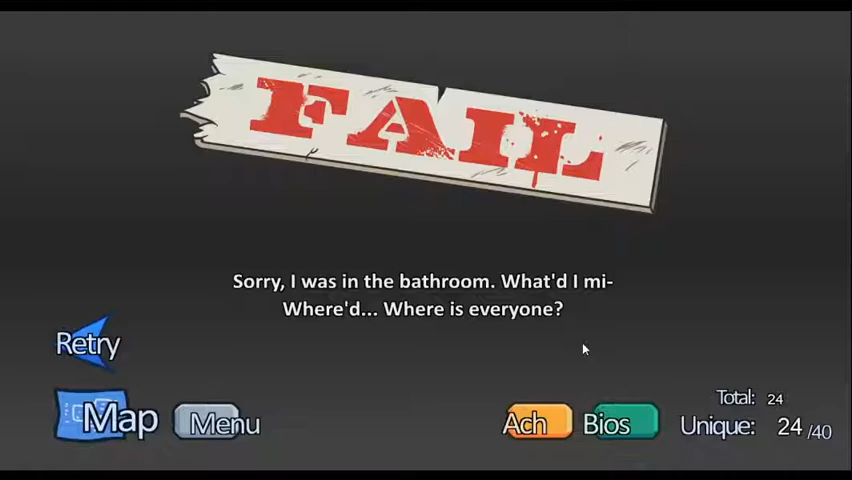 FAIL
Sorry, I was in the bathroom. What'd I mi-
Where'd... Where is everyone?
Retry
Map
Menu
Ach
Bios
Total: 24
Unique: 24 /40